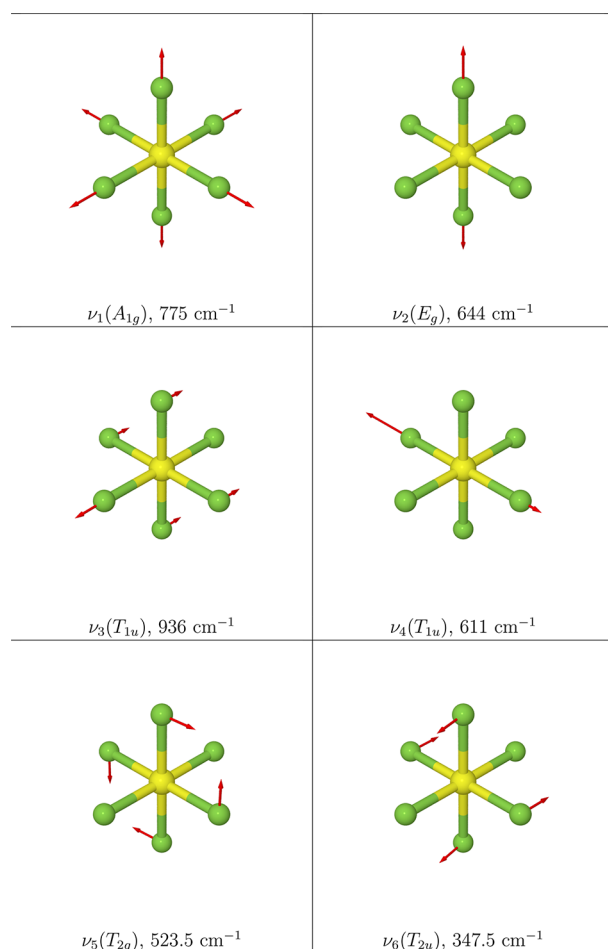 ν₁(A₁g), 775 cm⁻¹
ν₂(Eg), 644 cm⁻¹
ν₃(T₁u), 936 cm⁻¹
ν₄(T₁u), 611 cm⁻¹
ν₅(T₂g), 523.5 cm⁻¹
ν₆(T₂u), 347.5 cm⁻¹